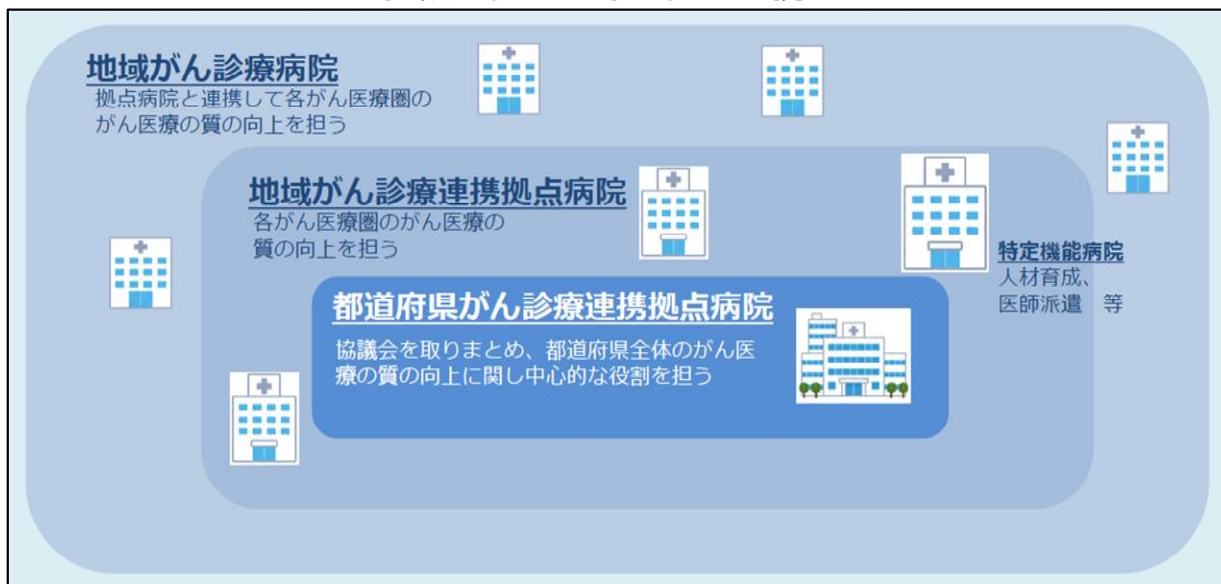 地域がん診療病院
拠点病院と連携して各がん医療圏の
がん医療の質の向上を担う
地域がん診療連携拠点病院
各がん医療圏のがん医療の
質の向上を担う
特定機能病院
人材育成、
医師派遣 等
都道府県がん診療連携拠点病院
協議会を取りまとめ、都道府県全体のがん医
療の質の向上に関し中心的な役割を担う